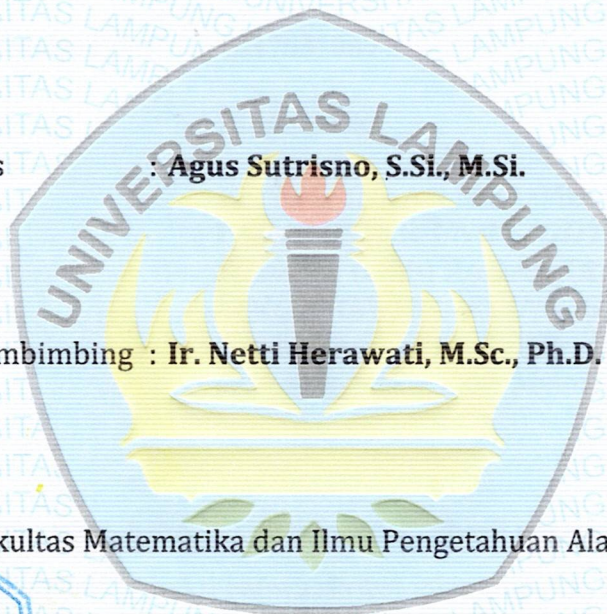 UNIVERSITAS LAMPUNG
s : Agus Sutrisno, S.Si., M.Si.
mbimbing : Ir. Netti Herawati, M.Sc., Ph.D.
kultas Matematika dan Ilmu Pengetahuan Ala